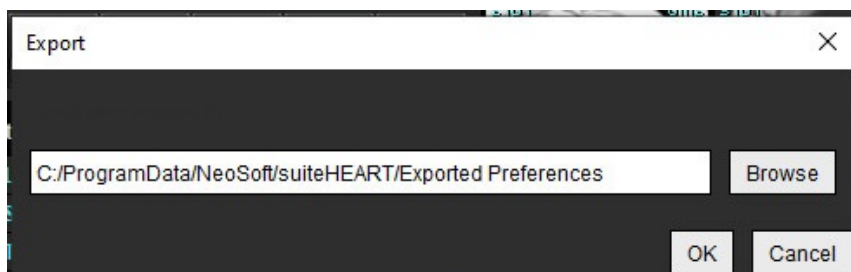 Export
C:/ProgramData/NeoSoft/suiteHEART/Exported Preferences
Browse
OK
Cancel